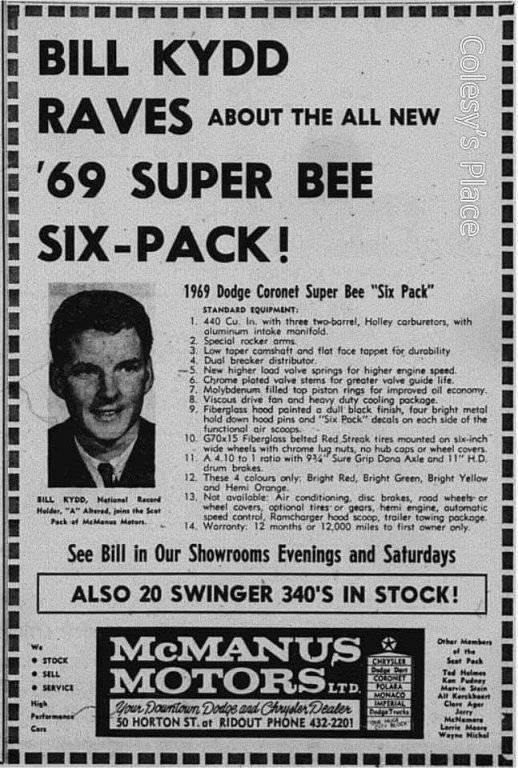 BILL KYDD
RAVES ABOUT THE ALL NEW
'69 SUPER BEE
SIX-PACK!
Colesy's Place
1969 Dodge Coronet Super Bee "Six Pack"
STANDARD EQUIPMENT:
1. 440 Cu. In. with three two-barrel, Holley carburetors, with
aluminum intake manifold.
2. Special rocker arms.
3. Low taper camshaft and flat face tappet for durability
4. Dual breaker distributor.
5. New higher load valve springs for higher engine speed.
6. Chrome plated valve stems for greater valve guide life.
7. Molybdenum filled top piston rings for improved oil economy.
8. Viscous drive fan and heavy duty cooling package.
9. Fiberglass hood painted a dull black finish, four bright metal
hold down hood pins and "Six Pack" decals on each side of the
functional air scoops.
10. G70x15 Fiberglass belted Red Streak tires mounted on six-inch
wide wheels with chrome lug nuts, no hub caps or wheel covers.
11. A 4.10 to 1 ratio with 9¾" Sure Grip Dana Axle and 11" H.D.
drum brakes.
12. These 4 colours only: Bright Red, Bright Green, Bright Yellow
and Hemi Orange.
13. Not available: Air conditioning, disc brakes, road wheels or
wheel covers, optional tires or gears, hemi engine, automatic
speed control, Ramcharger hood scoop, trailer towing package.
14. Warranty: 12 months or 12,000 miles to first owner only.
BILL KYDD, National Record
Holder, "A" Altered, joins the Scat
Pack at McManus Motors.
See Bill in Our Showrooms Evenings and Saturdays
ALSO 20 SWINGER 340'S IN STOCK!
We
• STOCK
• SELL
• SERVICE
High
Performance
Cars
McMANUS
MOTORS LTD.
Your Downtown Dodge and Chrysler Dealer
50 HORTON ST. at RIDOUT PHONE 432-2201
CHRYSLER
Dodge Dart
CORONET
POLARA
MONACO
IMPERIAL
Dodge Trucks
"ONE HUGE
CITY BLOCK"
Other Members
of the
Scat Pack
Ted Holmes
Ken Pudney
Marvin Stein
Alf Kerckhaert
Clare Ager
Jerry
McNamara
Lorrie Moore
Wayne Nichol